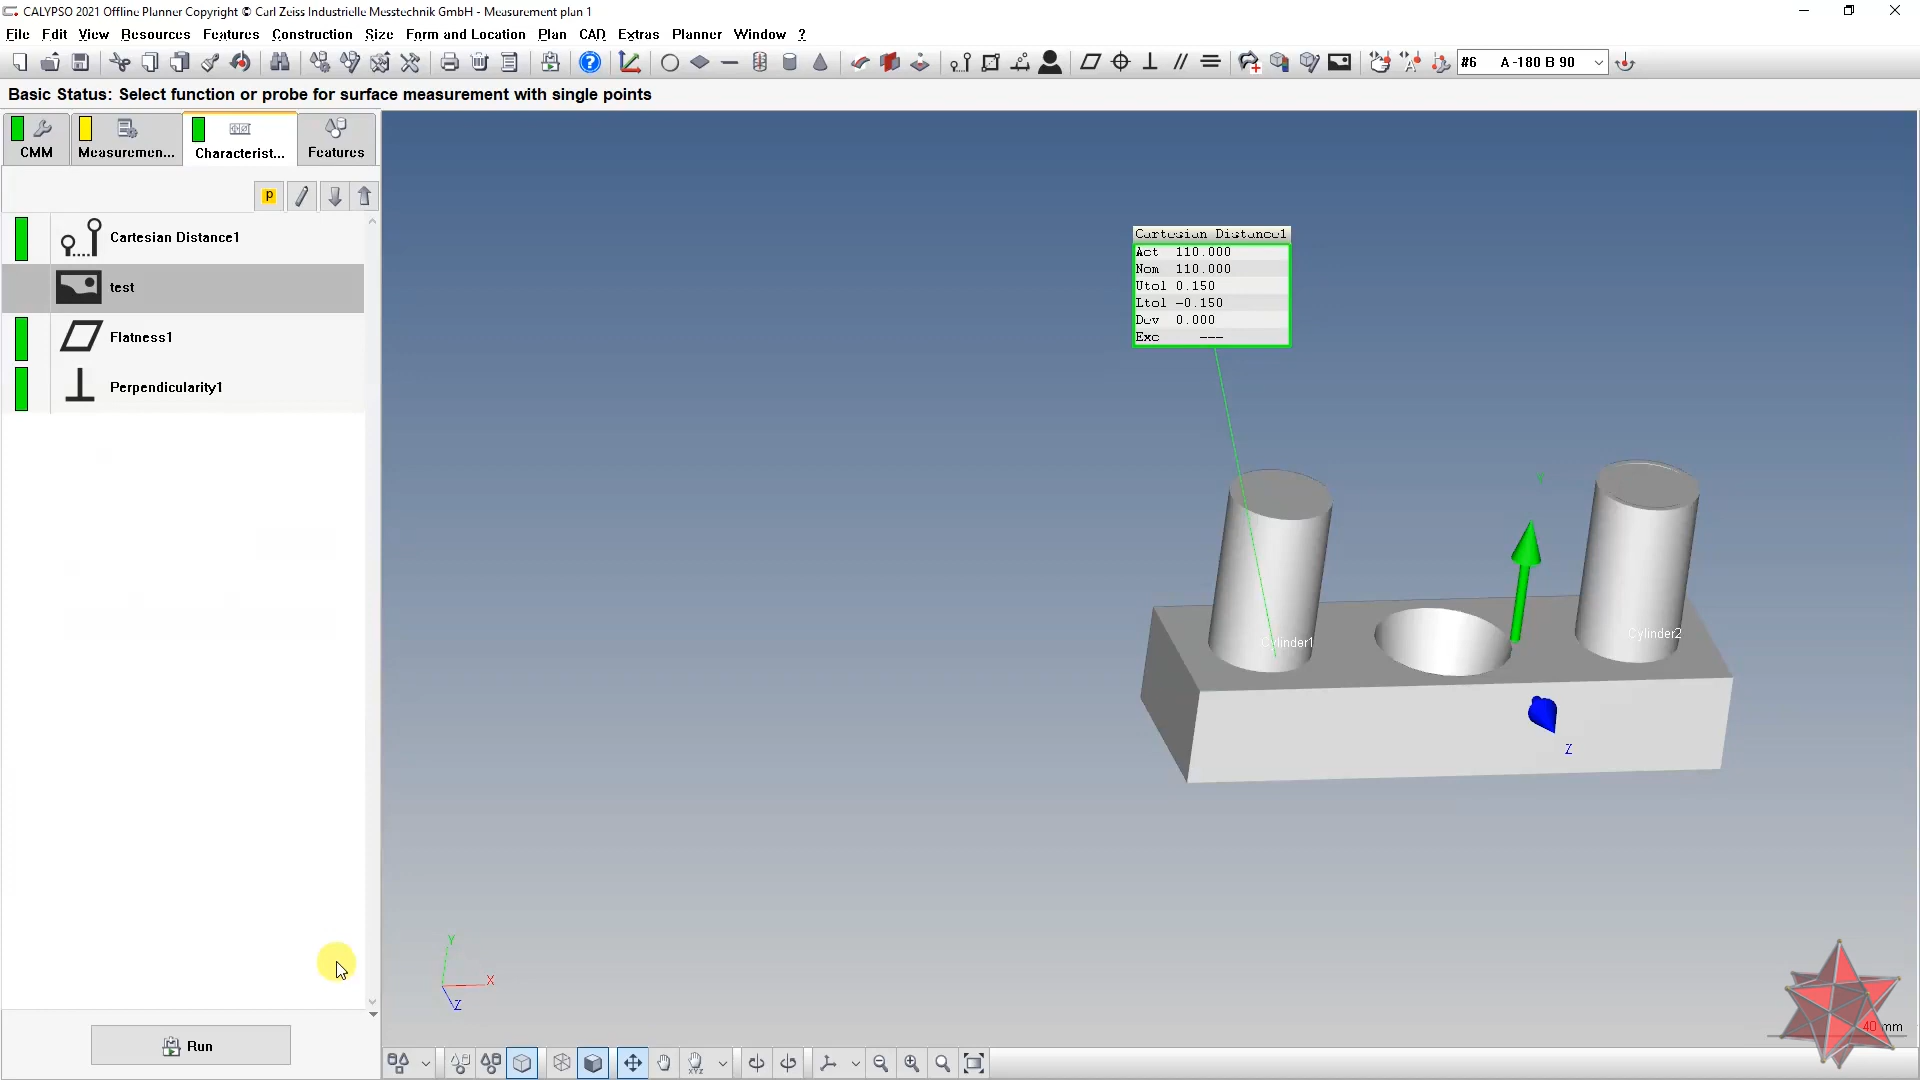 CALYPSO 2021 Offline Planner Copyright © Carl Zeiss Industrielle Messtechnik GmbH - Measurement plan 1
File Edit View Resources Features Construction Size Form and Location Plan CAD Extras Planner Window ?
#6 A -180 B 90
Basic Status: Select function or probe for surface measurement with single points
CMM Measuremen... Characterist... Features
P
Cartesian Distance1
test
Flatness1
Perpendicularity1
Cartesian Distance1
Act 110.000
Nom 110.000
Utol 0.150
Ltol -0.150
Dev 0.000
Exc ---
Y
Cylinder1
Cylinder2
Z
Y
X
Z
40 mm
Run
XYZ